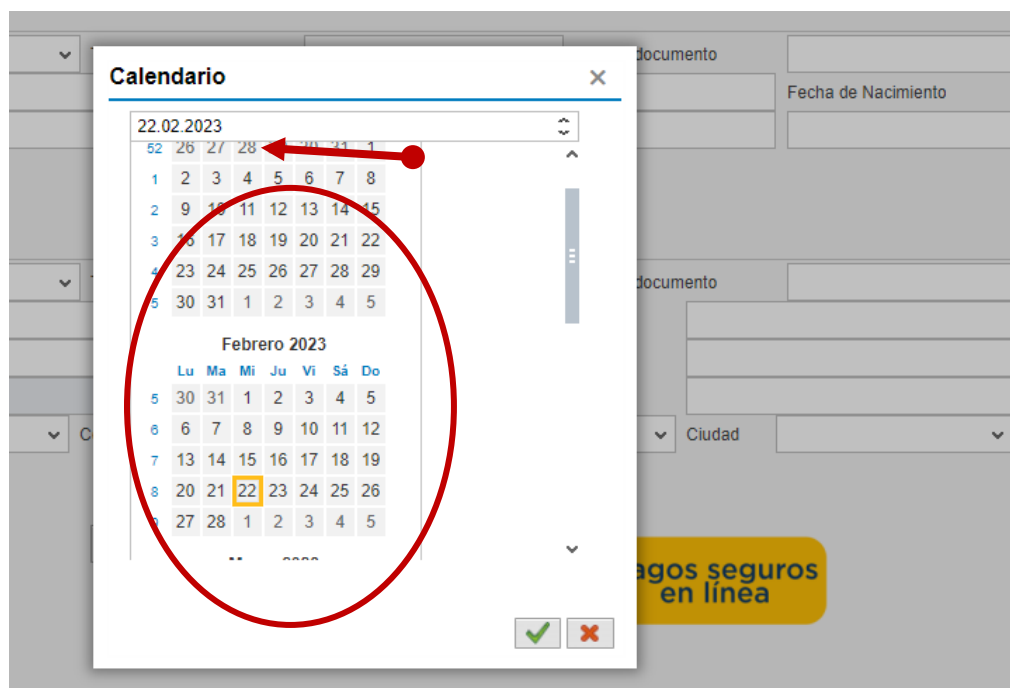 documento
Calendario
Fecha de Nacimiento
22.02.2023
52 26 27 28 30 31 1
1 2 3 4 5 6 7 8
2 9 10 11 12 13 14 15
3 16 17 18 19 20 21 22
4 23 24 25 26 27 28 29
documento
5 30 31 1 2 3 4 5
Febrero 2023
Lu Ma Mi Ju Vi Sá Do
5 30 31 1 2 3 4 5
6 6 7 8 9 10 11 12
C
Ciudad
7 13 14 15 16 17 18 19
8 20 21 22 23 24 25 26
27 28 1 2 3 4 5
agos seguros
en línea